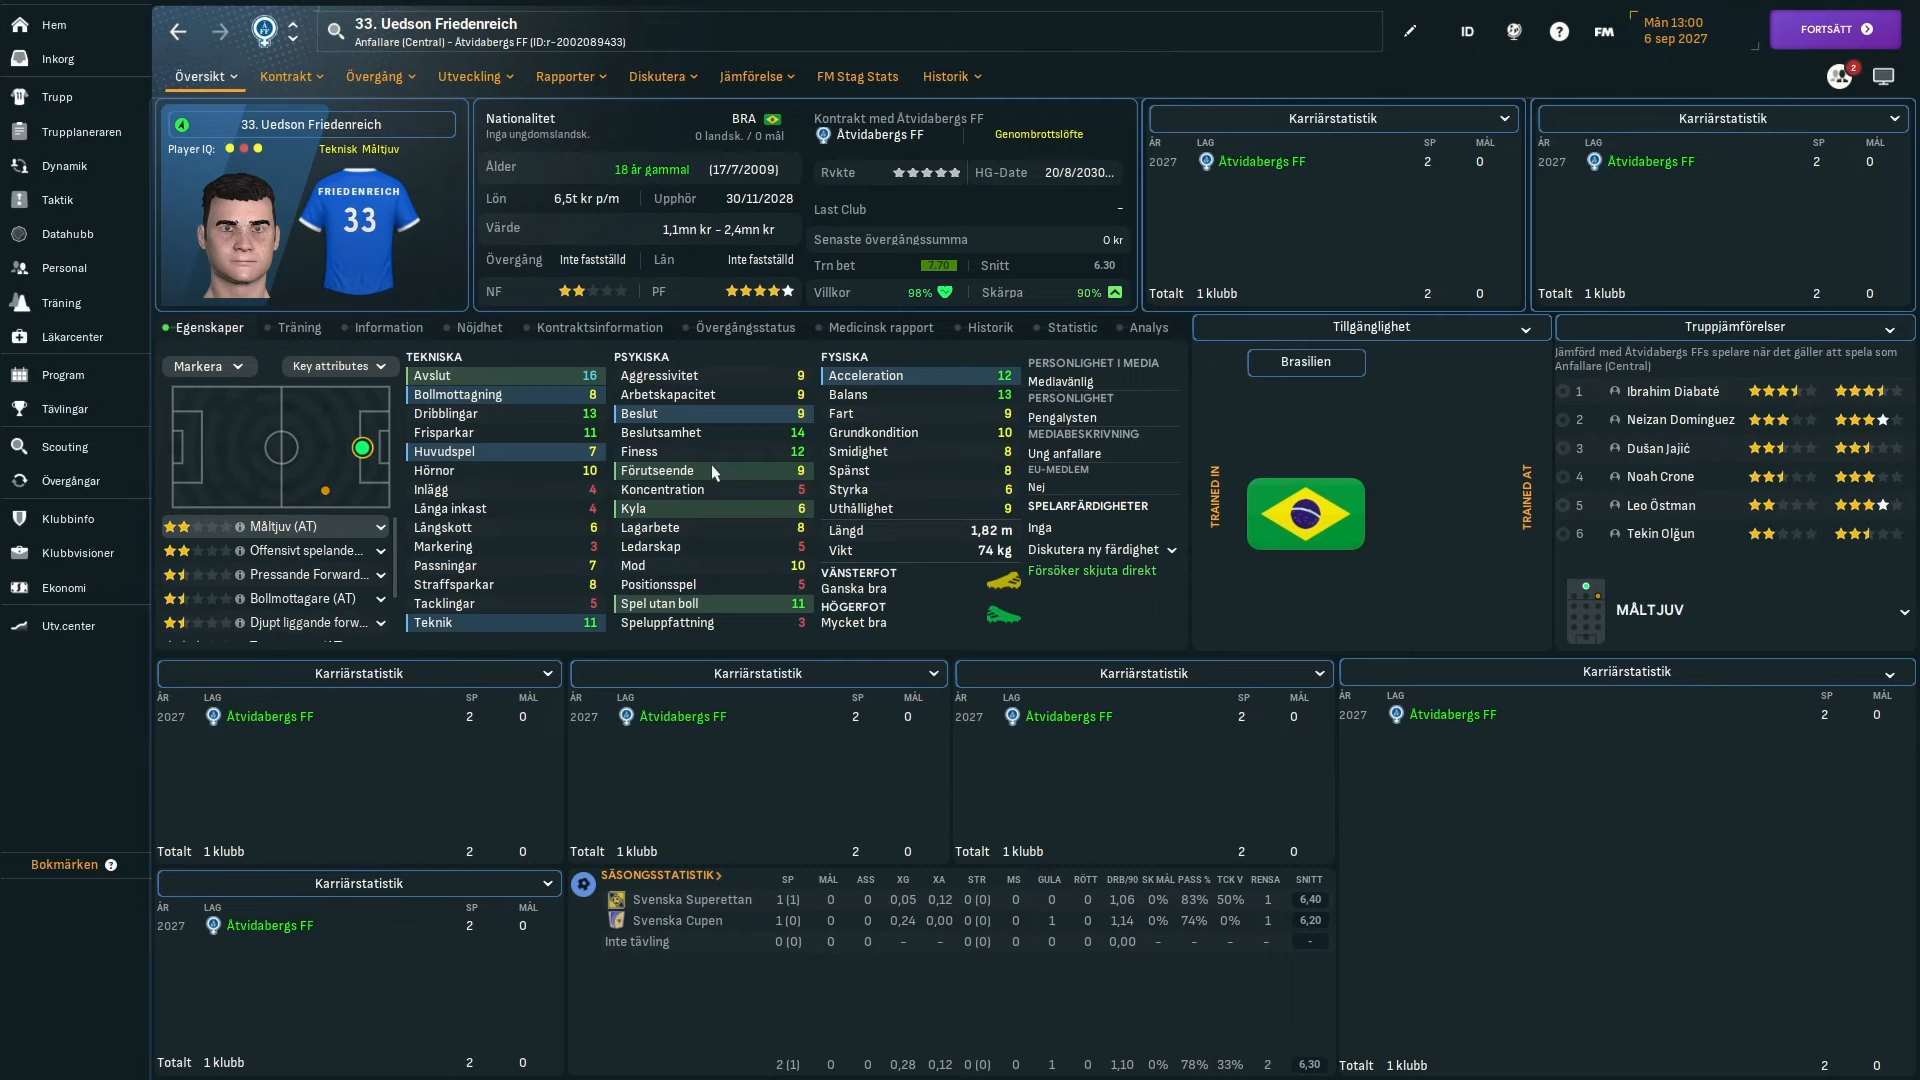 Hem
Inkorg
Trupp
Trupplaneraren
Dynamik
Taktik
Datahubb
Personal
Träning
Läkarcenter
Program
Tävlingar
Scouting
Övergångar
Klubbinfo
Klubbvisioner
Ekonomi
Utv.center
Bokmärken ?
33. Uedson Friedenreich
Anfallare (Central) - Åtvidabergs FF (ID:r-2002089433)
ID ? FM
Mån 13:00
6 sep 2027
FORTSÄTT
Översikt Kontrakt Övergång Utveckling Rapporter Diskutera Jämförelse FM Stag Stats Historik
2
33. Uedson Friedenreich
Player IQ: Teknisk Måltjuv
FRIEDENREICH
33
Nationalitet BRA
Inga ungdomslandsk. 0 landsk. / 0 mål
Ålder 18 år gammal (17/7/2009)
Lön 6,5t kr p/m Upphör 30/11/2028
Värde 1,1mn kr - 2,4mn kr
Övergång Inte fastställd Lån Inte fastställd
NF PF
Kontrakt med Åtvidabergs FF
Åtvidabergs FF Genombrottslöfte
Rykte HG-Date 20/8/2030...
Last Club -
Senaste övergångssumma 0 kr
Trn bet 7.70 Snitt 6.30
Villkor 98% Skärpa 90%
Karriärstatistik
ÅR LAG SP MÅL
2027 Åtvidabergs FF 2 0
Totalt 1 klubb 2 0
Karriärstatistik
ÅR LAG SP MÅL
2027 Åtvidabergs FF 2 0
Totalt 1 klubb 2 0
Egenskaper Träning Information Nöjdhet Kontraktsinformation Övergångsstatus Medicinsk rapport Historik Statistic Analys
Markera Key attributes
Måltjuv (AT)
Offensivt spelande...
Pressande Forward...
Bollmottagare (AT)
Djupt liggande forw...
TEKNISKA
Avslut 16
Bollmottagning 8
Dribblingar 13
Frisparkar 11
Huvudspel 7
Hörnor 10
Inlägg 4
Långa inkast 4
Långskott 6
Markering 3
Passningar 7
Straffsparkar 8
Tacklingar 5
Teknik 11
PSYKISKA
Aggressivitet 9
Arbetskapacitet 9
Beslut 9
Beslutsamhet 14
Finess 12
Förutseende 9
Koncentration 5
Kyla 6
Lagarbete 8
Ledarskap 5
Mod 10
Positionsspel 5
Spel utan boll 11
Speluppfattning 3
FYSISKA
Acceleration 12
Balans 13
Fart 9
Grundkondition 10
Smidighet 8
Spänst 8
Styrka 6
Uthållighet 9
Längd 1,82 m
Vikt 74 kg
VÄNSTERFOT
Ganska bra
HÖGERFOT
Mycket bra
PERSONLIGHET I MEDIA
Mediavänlig
PERSONLIGHET
Pengalysten
MEDIABESKRIVNING
Ung anfallare
EU-MEDLEM
Nej
SPELARFÄRDIGHETER
Inga
Diskutera ny färdighet
Försöker skjuta direkt
Tillgänglighet
Brasilien
TRAINED IN
TRAINED AT
Truppjämförelser
Jämförd med Åtvidabergs FFs spelare när det gäller att spela som
Anfallare (Central)
1 Ibrahim Diabaté
2 Neizan Domínguez
3 Dušan Jajić
4 Noah Crone
5 Leo Östman
6 Tekin Olğun
MÅLTJUV
Karriärstatistik
ÅR LAG SP MÅL
2027 Åtvidabergs FF 2 0
Totalt 1 klubb 2 0
Karriärstatistik
ÅR LAG SP MÅL
2027 Åtvidabergs FF 2 0
Totalt 1 klubb 2 0
Karriärstatistik
ÅR LAG SP MÅL
2027 Åtvidabergs FF 2 0
Totalt 1 klubb 2 0
Karriärstatistik
ÅR LAG SP MÅL
2027 Åtvidabergs FF 2 0
Totalt 1 klubb 2 0
Karriärstatistik
ÅR LAG SP MÅL
2027 Åtvidabergs FF 2 0
Totalt 1 klubb 2 0
SÄSONGSSTATISTIK SP MÅL ASS XG XA STR MS GULA RÖTT DRB/90 SK MÅL PASS % TCK V RENSA SNITT
Svenska Superettan 1 (1) 0 0 0,05 0,12 0 (0) 0 0 0 1,06 0% 83% 50% 1 6,40
Svenska Cupen 1 (0) 0 0 0,24 0,00 0 (0) 0 1 0 1,14 0% 74% 0% 1 6,20
Inte tävling 0 (0) 0 0 - - 0 (0) 0 0 0 0,00 - - - - -
2 (1) 0 0 0,28 0,12 0 (0) 0 1 0 1,10 0% 78% 33% 2 6,30